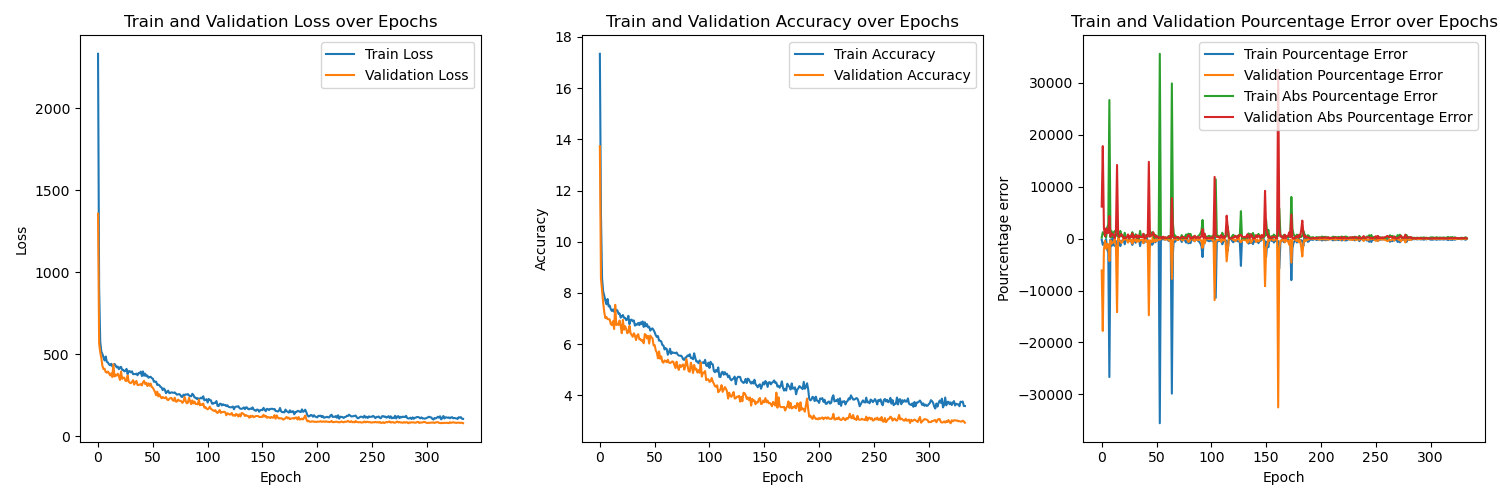 Train and Validation Loss over Epochs
Train Loss
Validation Loss
Loss
2000
1500
1000
500
0
0 50 100 150 200 250 300
Epoch
Train and Validation Accuracy over Epochs
Train Accuracy
Validation Accuracy
Accuracy
18
16
14
12
10
8
6
4
0 50 100 150 200 250 300
Epoch
Train and Validation Pourcentage Error over Epochs
Train Pourcentage Error
Validation Pourcentage Error
Train Abs Pourcentage Error
Validation Abs Pourcentage Error
Pourcentage error
30000
20000
10000
0
−10000
−20000
−30000
0 50 100 150 200 250 300
Epoch